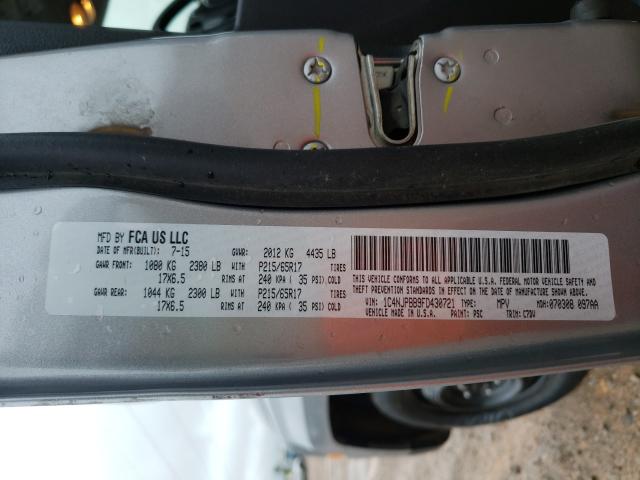 MFD BY FCA US LLC
DATE OF MFR(BUILT): 7-15 GVWR: 2012 KG 4435 LB
GAWR FRONT: 1080 KG 2380 LB WITH P215/65R17 TIRES
17X6.5 RIMS AT 240 KPA ( 35 PSI) COLD
GAWR REAR: 1044 KG 2300 LB WITH P215/65R17 TIRES
17X6.5 RIMS AT 240 KPA ( 35 PSI) COLD
THIS VEHICLE CONFORMS TO ALL APPLICABLE U.S.A. FEDERAL MOTOR
VEHICLE SAFETY, BUMPER, AND THEFT PREVENTION STANDARDS IN EFFECT
ON THE DATE OF MANUFACTURE SHOWN ABOVE.
VIN: 1C4NJPBB9FD430721 TYPE: MPV MDH: 070308 097AA
VEHICLE MADE IN U.S.A. PAINT: PSC TRIM: C7DV